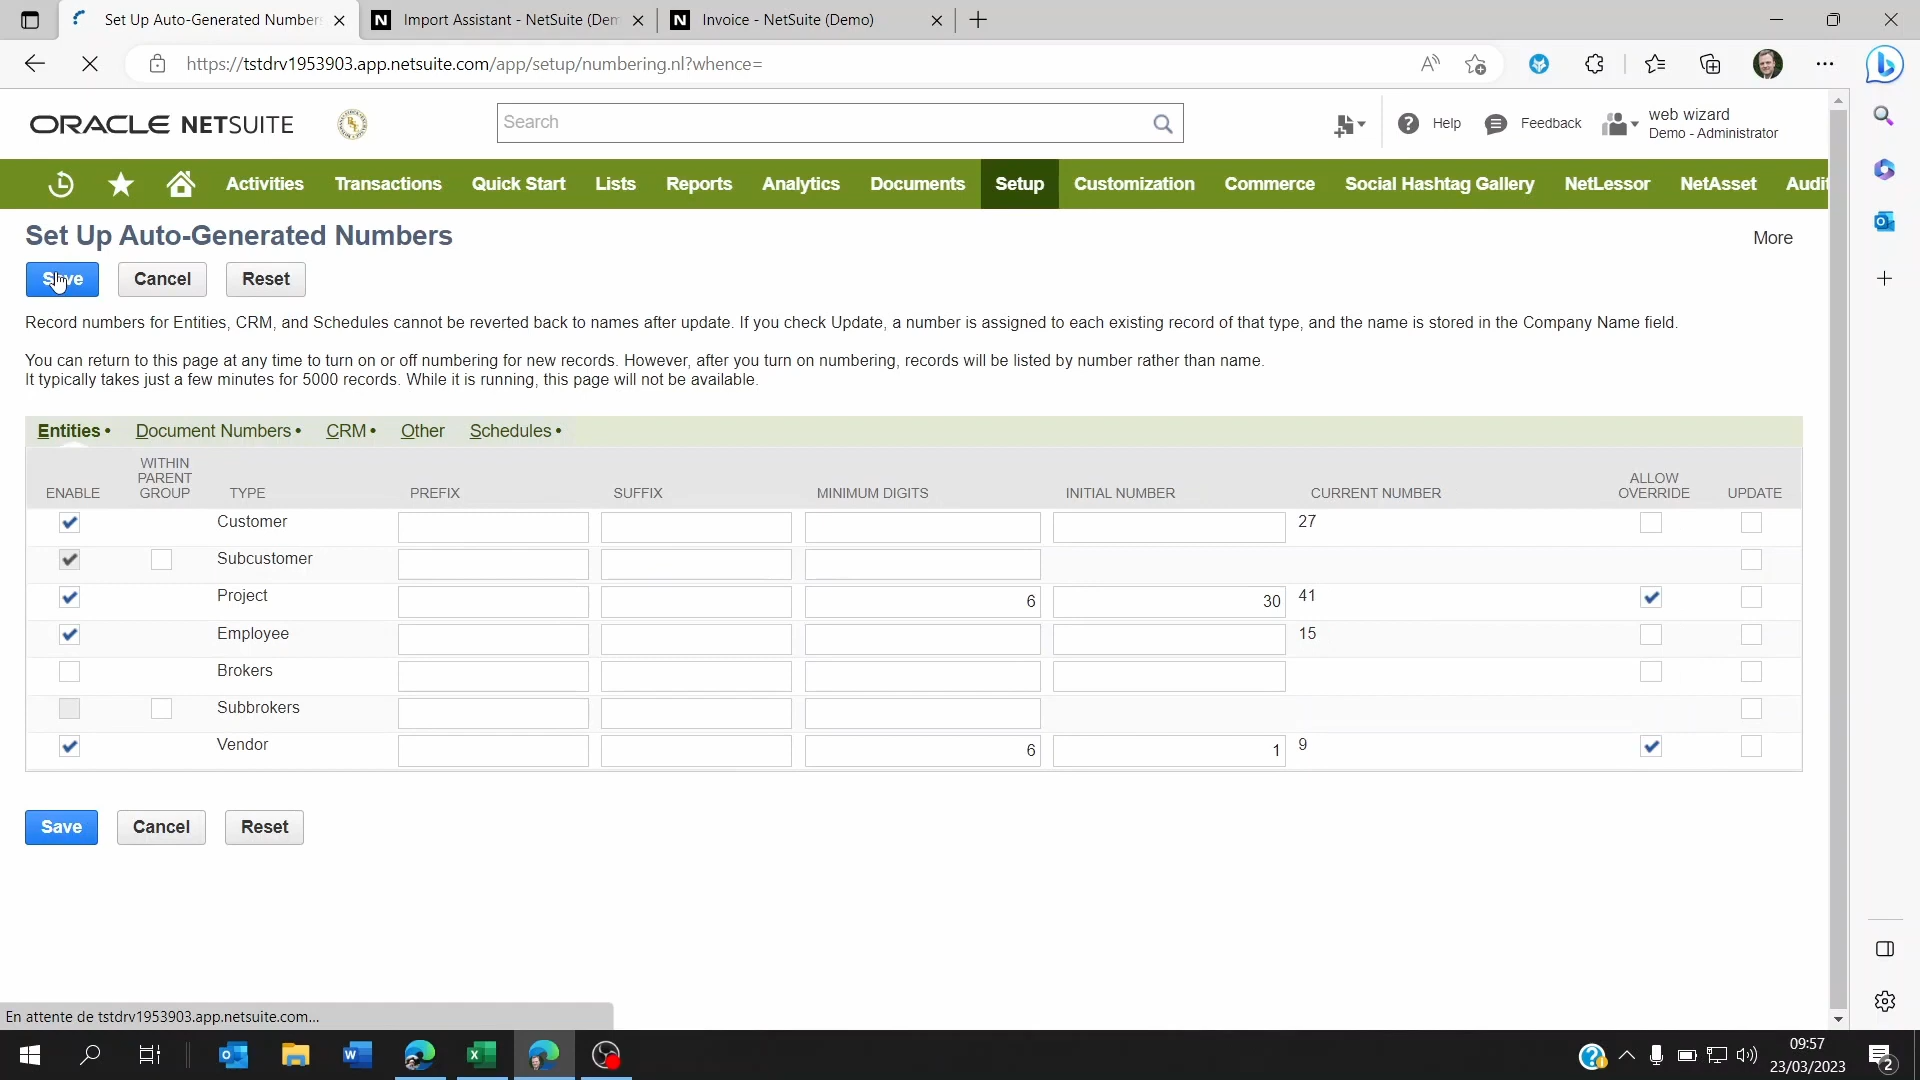 Set Up Auto-Generated Numbers
Import Assistant - NetSuite (Dem
Invoice - NetSuite (Demo)
https://tstdrv1953903.app.netsuite.com/app/setup/numbering.nl?whence=
ORACLE NETSUITE
Search
Help
Feedback
web wizard
Demo - Administrator
Activities Transactions Quick Start Lists Reports Analytics Documents Setup Customization Commerce Social Hashtag Gallery NetLessor NetAsset Audit
Set Up Auto-Generated Numbers
More
Save Cancel Reset
Record numbers for Entities, CRM, and Schedules cannot be reverted back to names after update. If you check Update, a number is assigned to each existing record of that type, and the name is stored in the Company Name field.
You can return to this page at any time to turn on or off numbering for new records. However, after you turn on numbering, records will be listed by number rather than name.
It typically takes just a few minutes for 5000 records. While it is running, this page will not be available.
Entities • Document Numbers • CRM • Other Schedules •
ENABLE WITHIN PARENT GROUP TYPE PREFIX SUFFIX MINIMUM DIGITS INITIAL NUMBER CURRENT NUMBER ALLOW OVERRIDE UPDATE
Customer 27
Subcustomer
Project 6 30 41
Employee 15
Brokers
Subbrokers
Vendor 6 1 9
Save Cancel Reset
En attente de tstdrv1953903.app.netsuite.com...
09:57
23/03/2023
2